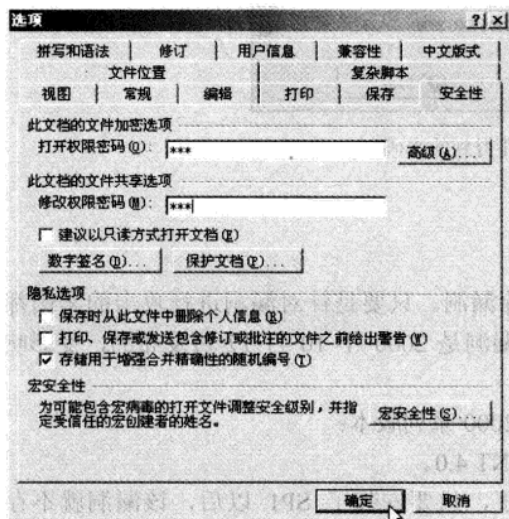 选项
拼写和语法 修订 用户信息 兼容性 中文版式
文件位置 复杂脚本
视图 常规 编辑 打印 保存 安全性
此文档的文件加密选项
打开权限密码(O): *** 高级(A)...
此文档的文件共享选项
修改权限密码(M): ***
建议以只读方式打开文档(E)
数字签名(D)... 保护文档(P)...
隐私选项
保存时从此文件中删除个人信息(R)
打印、保存或发送包含修订或批注的文件之前给出警告(W)
存储用于增强合并精确性的随机编号(T)
宏安全性
为可能包含宏病毒的打开文件调整安全级别，并指
定受信任的宏创建者的姓名。 宏安全性(S)...
确定 取消